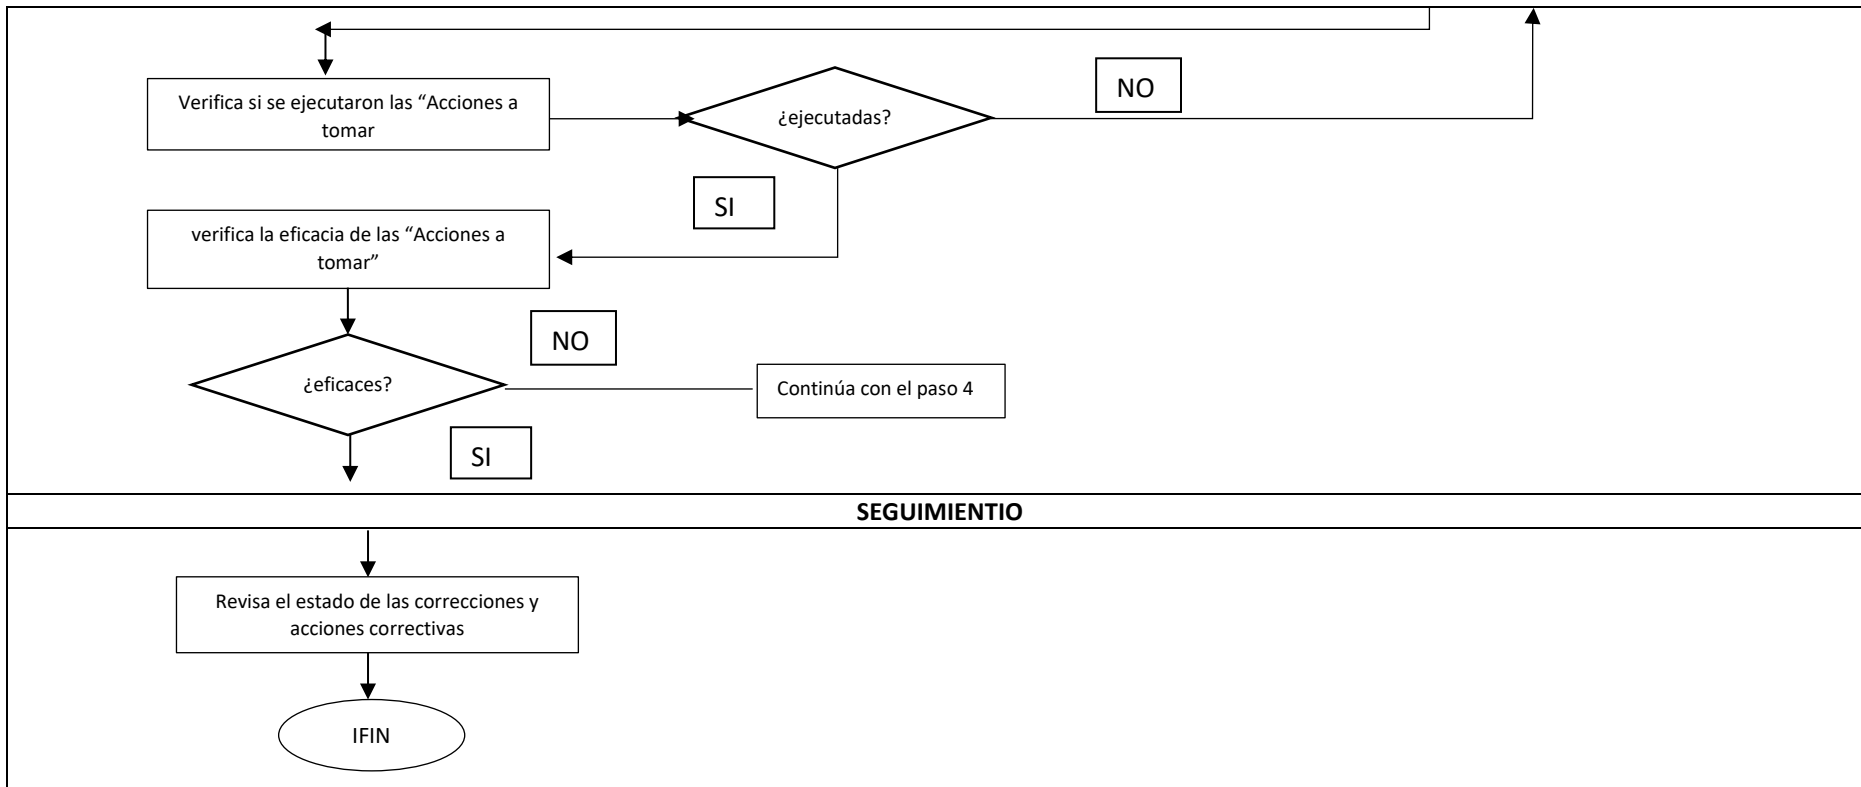 Verifica si se ejecutaron las “Acciones a
tomar
¿ejecutadas?
NO
SI
verifica la eficacia de las “Acciones a
tomar”
NO
¿eficaces?
Continúa con el paso 4
SI
SEGUIMIENTIO
Revisa el estado de las correcciones y
acciones correctivas
IFIN